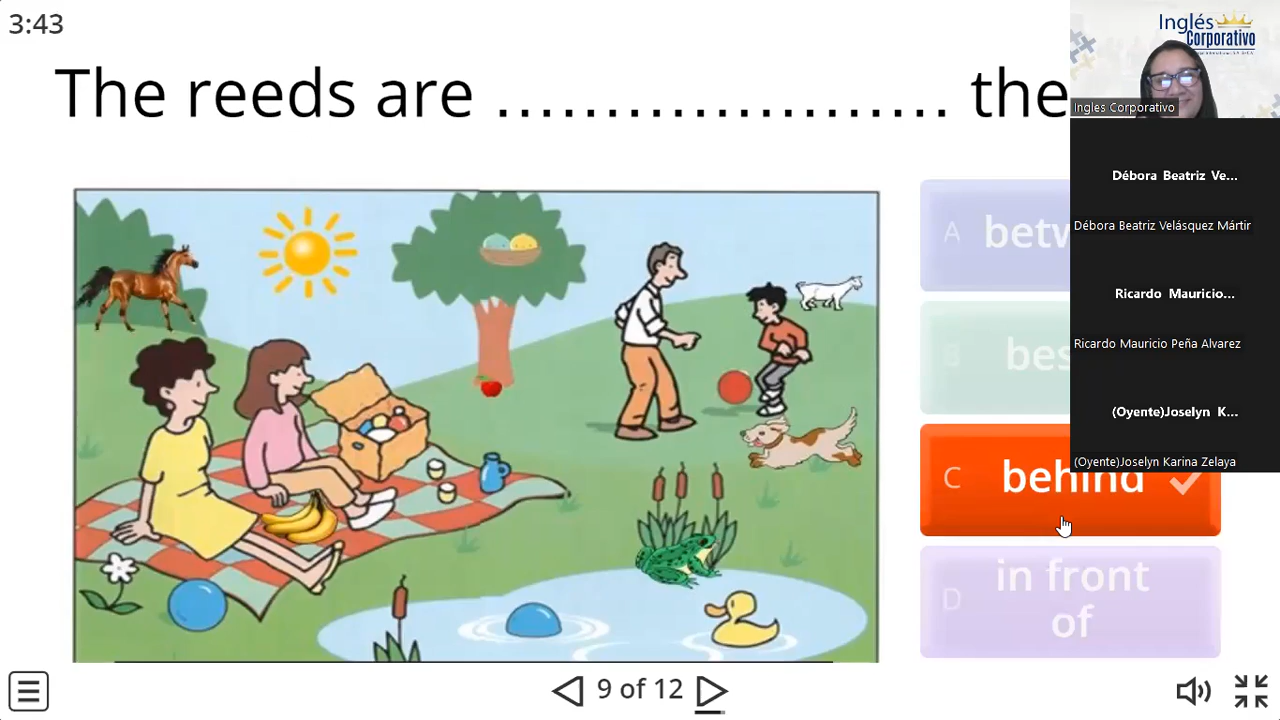 3:43
The reeds are ..................... the
Inglés
Corporativo
Ingles Corporativo
Débora Beatriz Ve...
Débora Beatriz Velásquez Mártir
Ricardo Mauricio...
Ricardo Mauricio Peña Alvarez
(Oyente)Joselyn K...
(Oyente)Joselyn Karina Zelaya
A
B
C behind
D in front
of
9 of 12